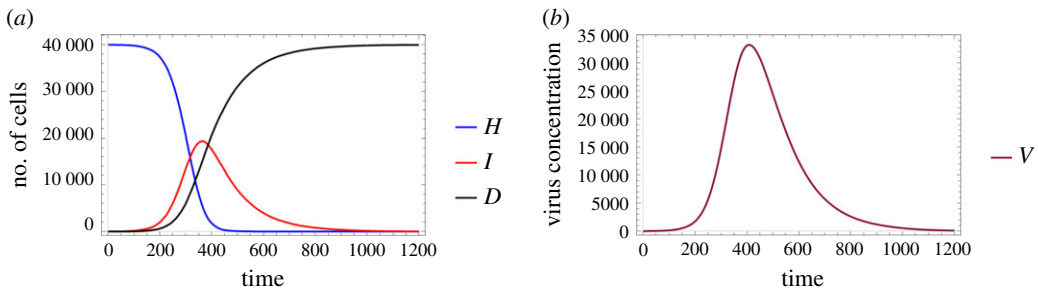 (a)
40 000
30 000
20 000
10 000
0
no. of cells
0 200 400 600 800 1000 1200
time
H
I
D
(b)
35 000
30 000
25 000
20 000
15 000
10 000
5000
0
virus concentration
0 200 400 600 800 1000 1200
time
V